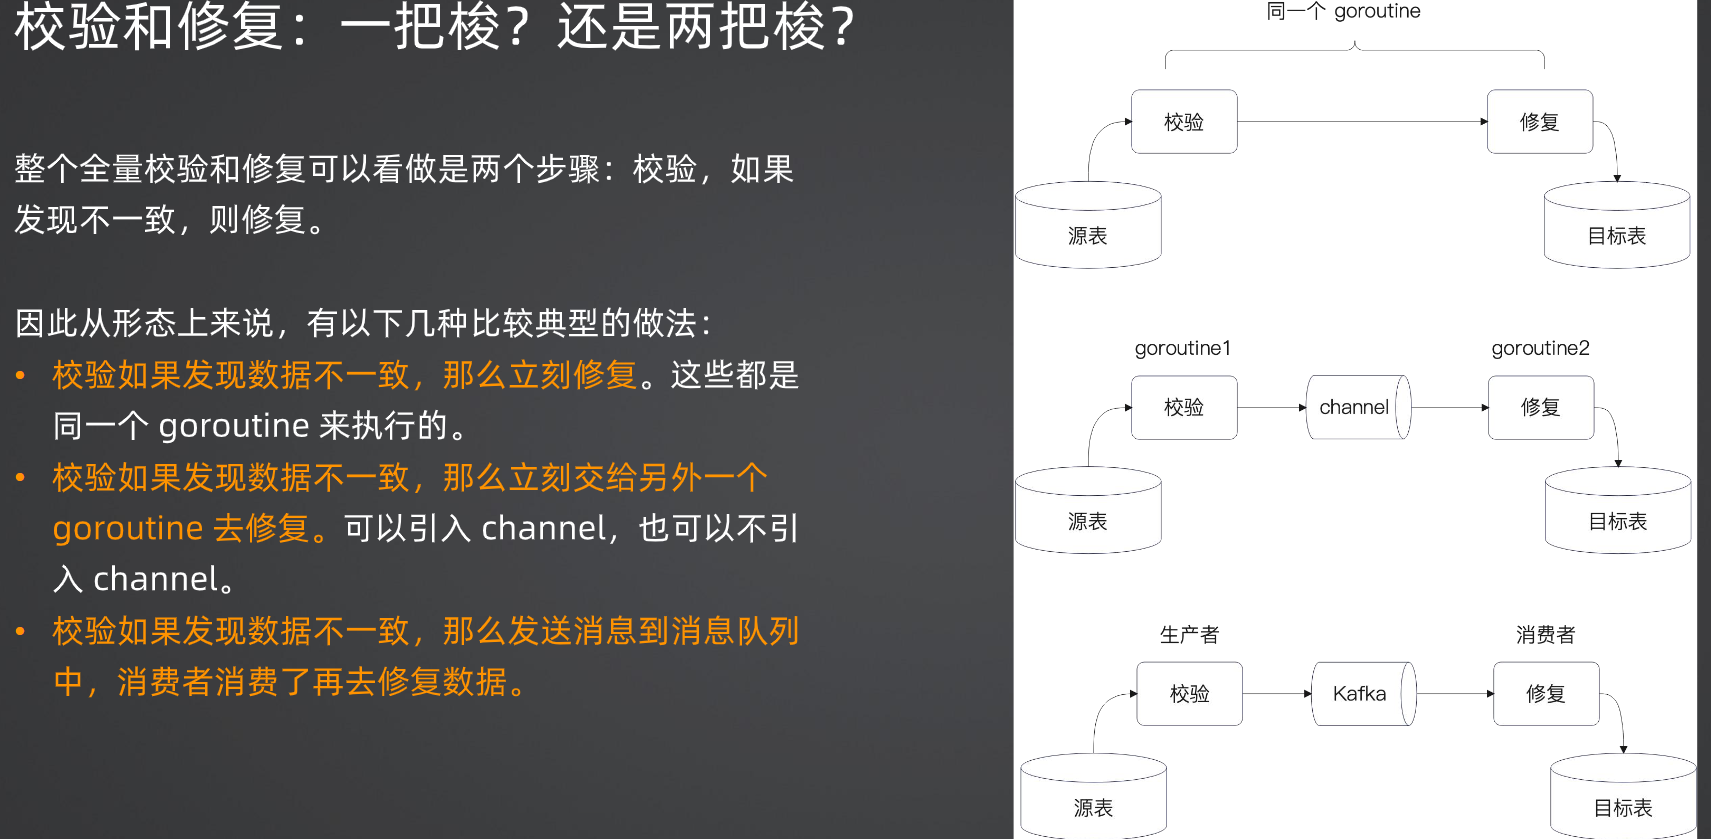 校验和修复：一把梭？还是两把梭？
整个全量校验和修复可以看做是两个步骤：校验，如果
发现不一致，则修复。
因此从形态上来说，有以下几种比较典型的做法：
• 校验如果发现数据不一致，那么立刻修复。这些都是
同一个 goroutine 来执行的。
• 校验如果发现数据不一致，那么立刻交给另外一个
goroutine 去修复。可以引入 channel，也可以不引
入 channel。
• 校验如果发现数据不一致，那么发送消息到消息队列
中，消费者消费了再去修复数据。
同一个 goroutine
校验
修复
源表
目标表
goroutine1
goroutine2
校验
channel
修复
源表
目标表
生产者
消费者
校验
Kafka
修复
源表
目标表